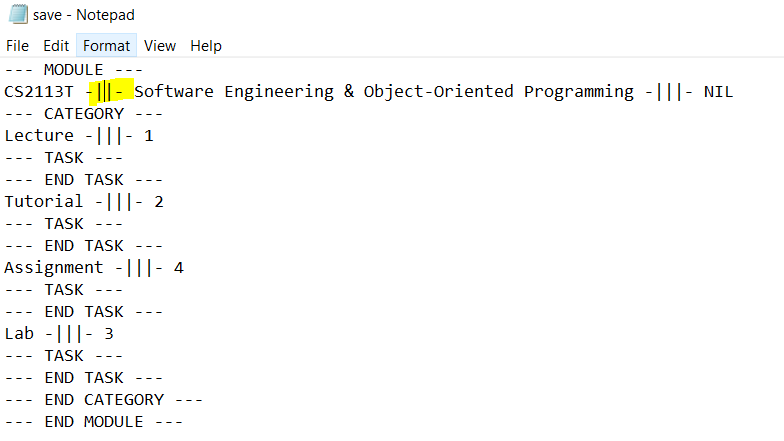 save - Notepad
File Edit Format View Help
--- MODULE ---
CS2113T -|||- Software Engineering & Object-Oriented Programming -|||- NIL
--- CATEGORY ---
Lecture -|||- 1
--- TASK ---
--- END TASK ---
Tutorial -|||- 2
--- TASK ---
--- END TASK ---
Assignment -|||- 4
--- TASK ---
--- END TASK ---
Lab -|||- 3
--- TASK ---
--- END TASK ---
--- END CATEGORY ---
--- END MODULE ---